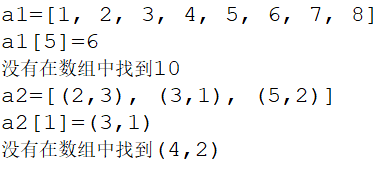 a1=[1, 2, 3, 4, 5, 6, 7, 8]
a1[5]=6
没有在数组中找到10
a2=[(2,3), (3,1), (5,2)]
a2[1]=(3,1)
没有在数组中找到(4,2)